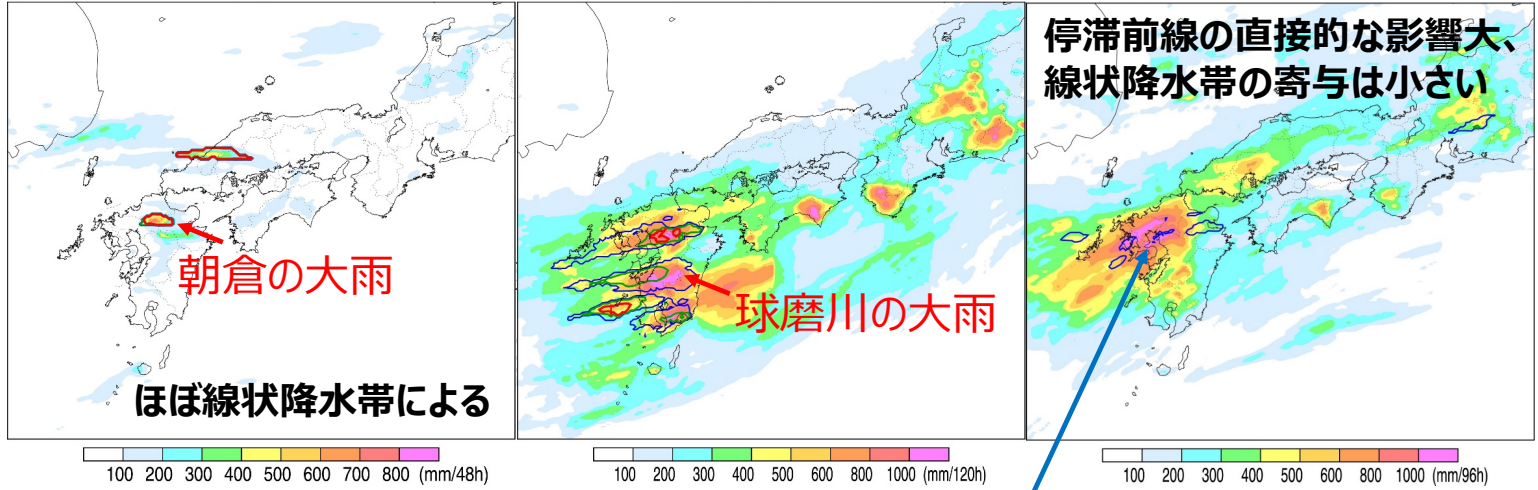 停滞前線の直接的な影響大、
線状降水帯の寄与は小さい
朝倉の大雨
球磨川の大雨
ほぼ線状降水帯による
100 200 300 400 500 600 700 800 (mm/48h)
100 200 300 400 500 600 800 1000 (mm/120h)
100 200 300 400 500 600 800 1000 (mm/96h)